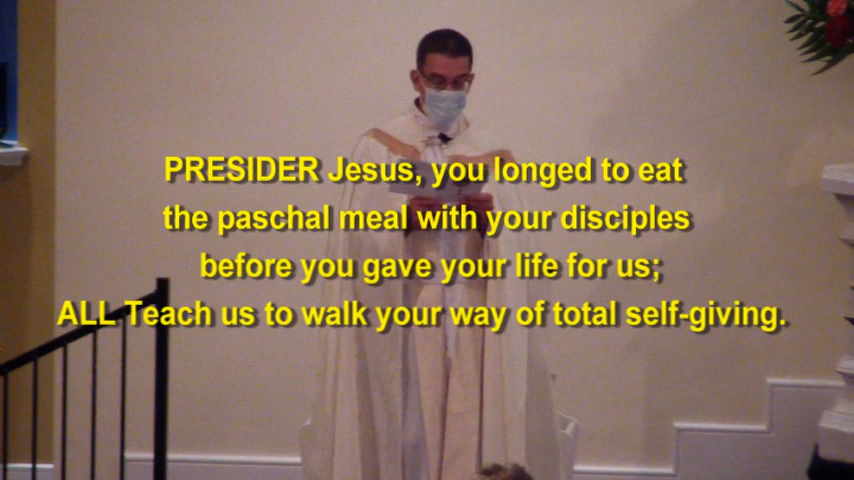 PRESIDER Jesus, you longed to eat
the paschal meal with your disciples
before you gave your life for us;
ALL Teach us to walk your way of total self-giving.